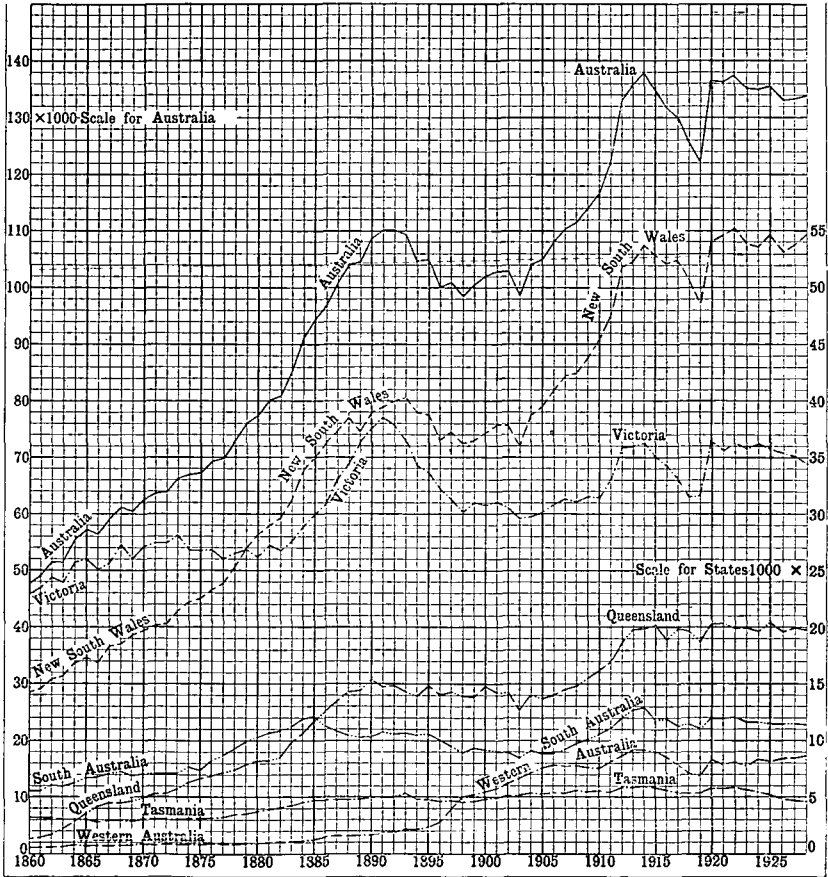 140
Australia
130
×1000 Scale for Australia
120
110
55
New South Wales
Australia
100
50
90
45
80
40
New South Wales
Victoria
70
35
Victoria
60
30
Australia
50
25
Scale for States 1000 ×
Victoria
Queensland
40
20
New South Wales
30
15
South Australia
20
10
South Australia
Western Australia
Queensland
Tasmania
10
5
Tasmania
Western Australia
0
0
1860 1865 1870 1875 1880 1885 1890 1895 1900 1905 1910 1915 1920 1925